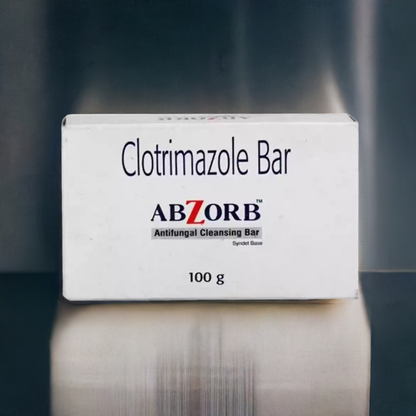 Clotrimazole Bar
ABZORB™
Antifungal Cleansing Bar
Syndet Base
100 g